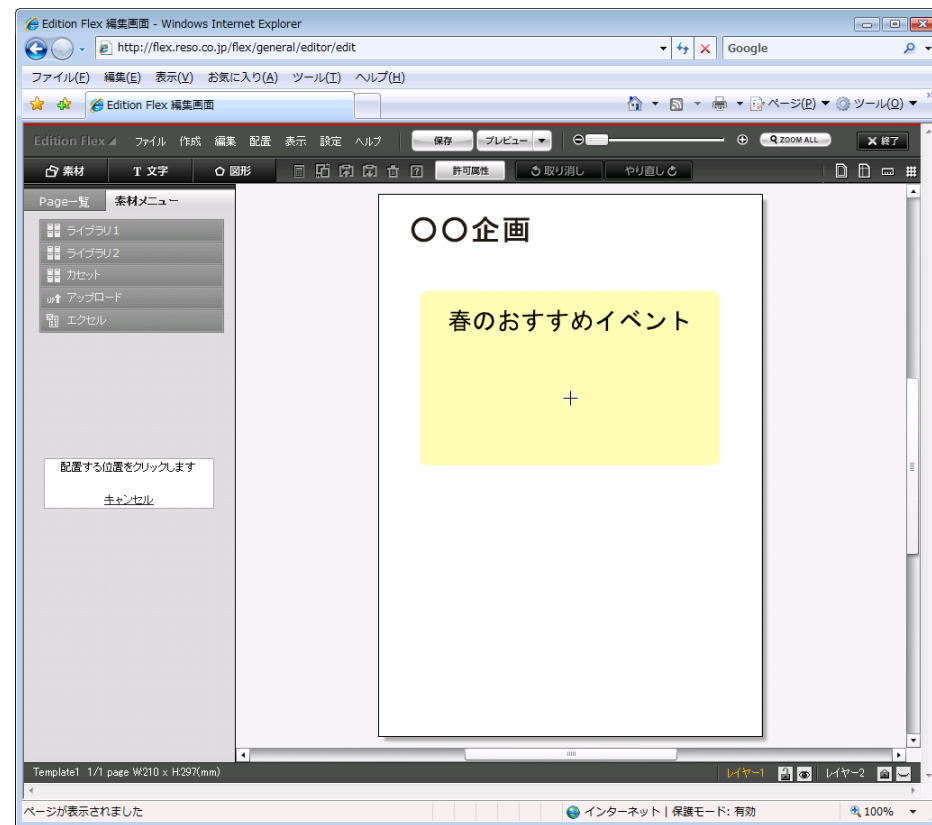 Edition Flex 編集画面 - Windows Internet Explorer
http://flex.reso.co.jp/flex/general/editor/edit
Google
ファイル(F) 編集(E) 表示(V) お気に入り(A) ツール(T) ヘルプ(H)
Edition Flex 編集画面
ページ(P) ツール(O)
Edition Flex ファイル 作成 編集 配置 表示 設定 ヘルプ 保存 プレビュー ZOOM ALL 終了
素材 T 文字 図形 許可属性 取り消し やり直し
Page一覧 素材メニュー
ライブラリ1
ライブラリ2
カセット
UP アップロード
エクセル
配置する位置をクリックします
キャンセル
〇〇企画
春のおすすめイベント
Template1 1/1 page W:210 x H:297(mm)
レイヤー1 レイヤー2
ページが表示されました
インターネット | 保護モード: 有効
100%